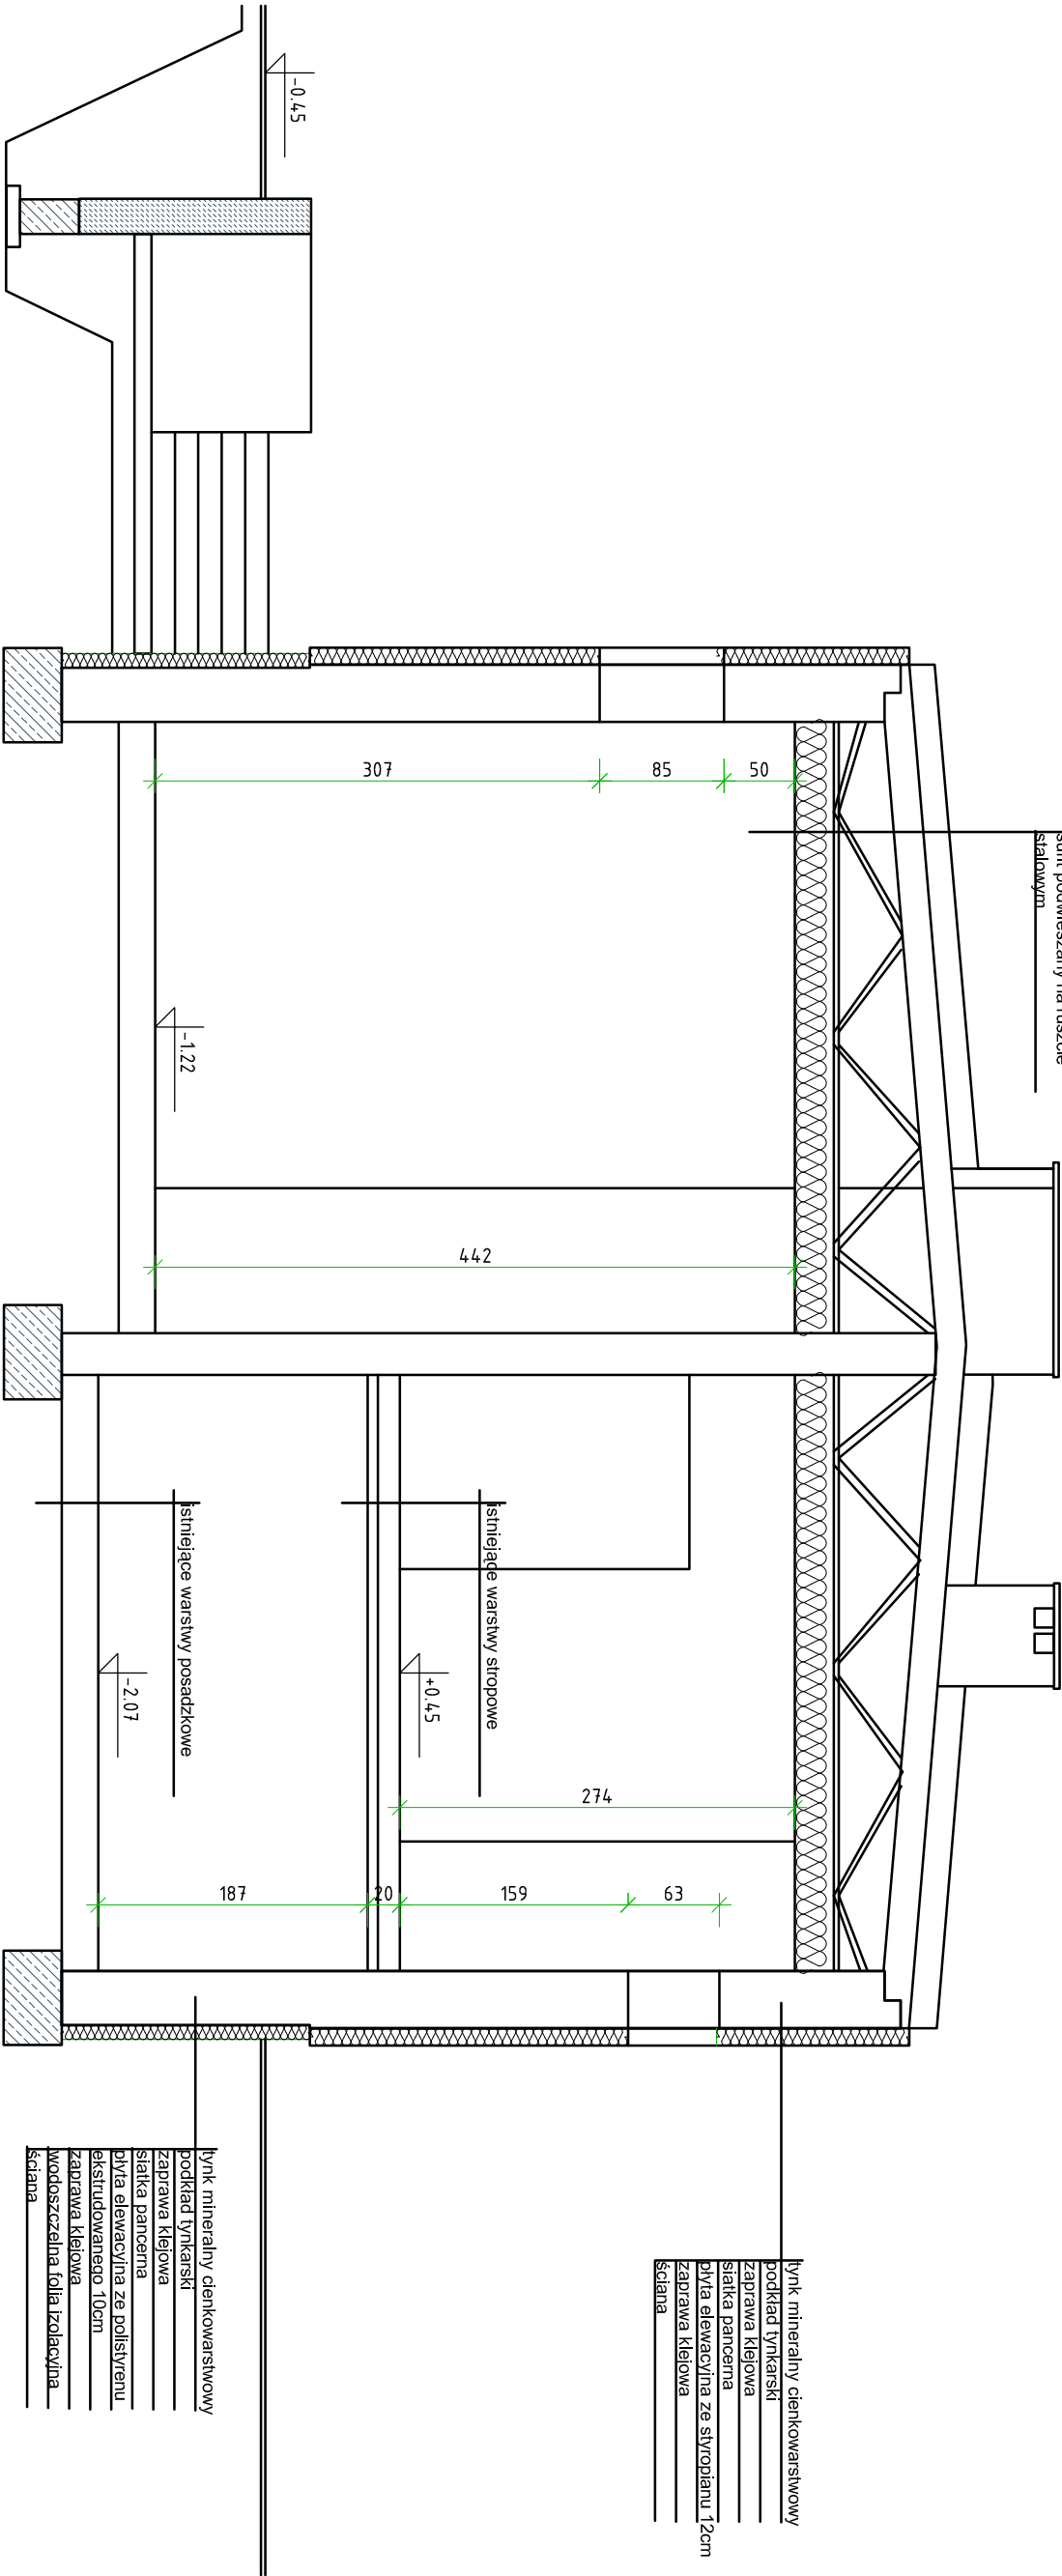 -0.45
307
85
50
sufit podwieszany na ruszcie
stalowym
-1.22
442
istniejące warstwy posadzkowe
istniejące warstwy stropowe
-2.07
+0.45
274
187
20
159
63
tynk mineralny cienkowarstwowy
podkład tynkarski
zaprawa klejowa
siatka pancerna
płyta elewacyjna ze polistyrenu
ekstrudowanego 10cm
zaprawa klejowa
wodoszczelna folia izolacyjna
ściana
tynk mineralny cienkowarstwowy
podkład tynkarski
zaprawa klejowa
siatka pancerna
płyta elewacyjna ze styropianu 12cm
zaprawa klejowa
ściana